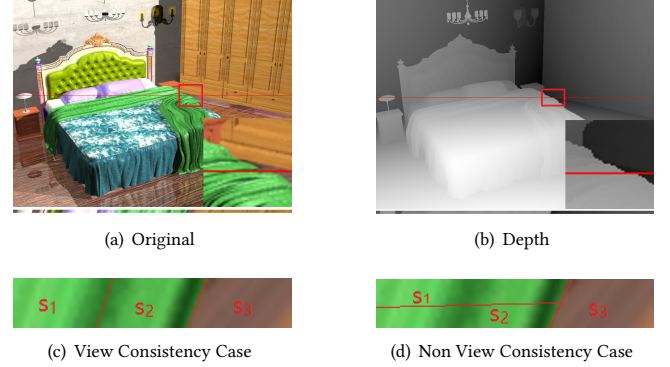 (a) Original
(b) Depth
S1
S2
S3
S1
S2
S3
(c) View Consistency Case
(d) Non View Consistency Case